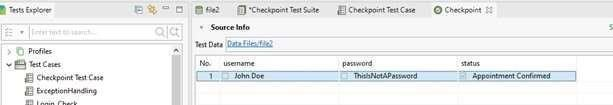 Tests Explorer
file2
*Checkpoint Test Suite
Checkpoint Test Case
Checkpoint
Enter text to search...
Source Info
Profiles
Test Data
Data Files/file2
Test Cases
No.
username
password
status
Checkpoint Test Case
1
John Doe
ThisIsNotAPassword
Appointment Confirmed
ExceptionHandling
Login_Check